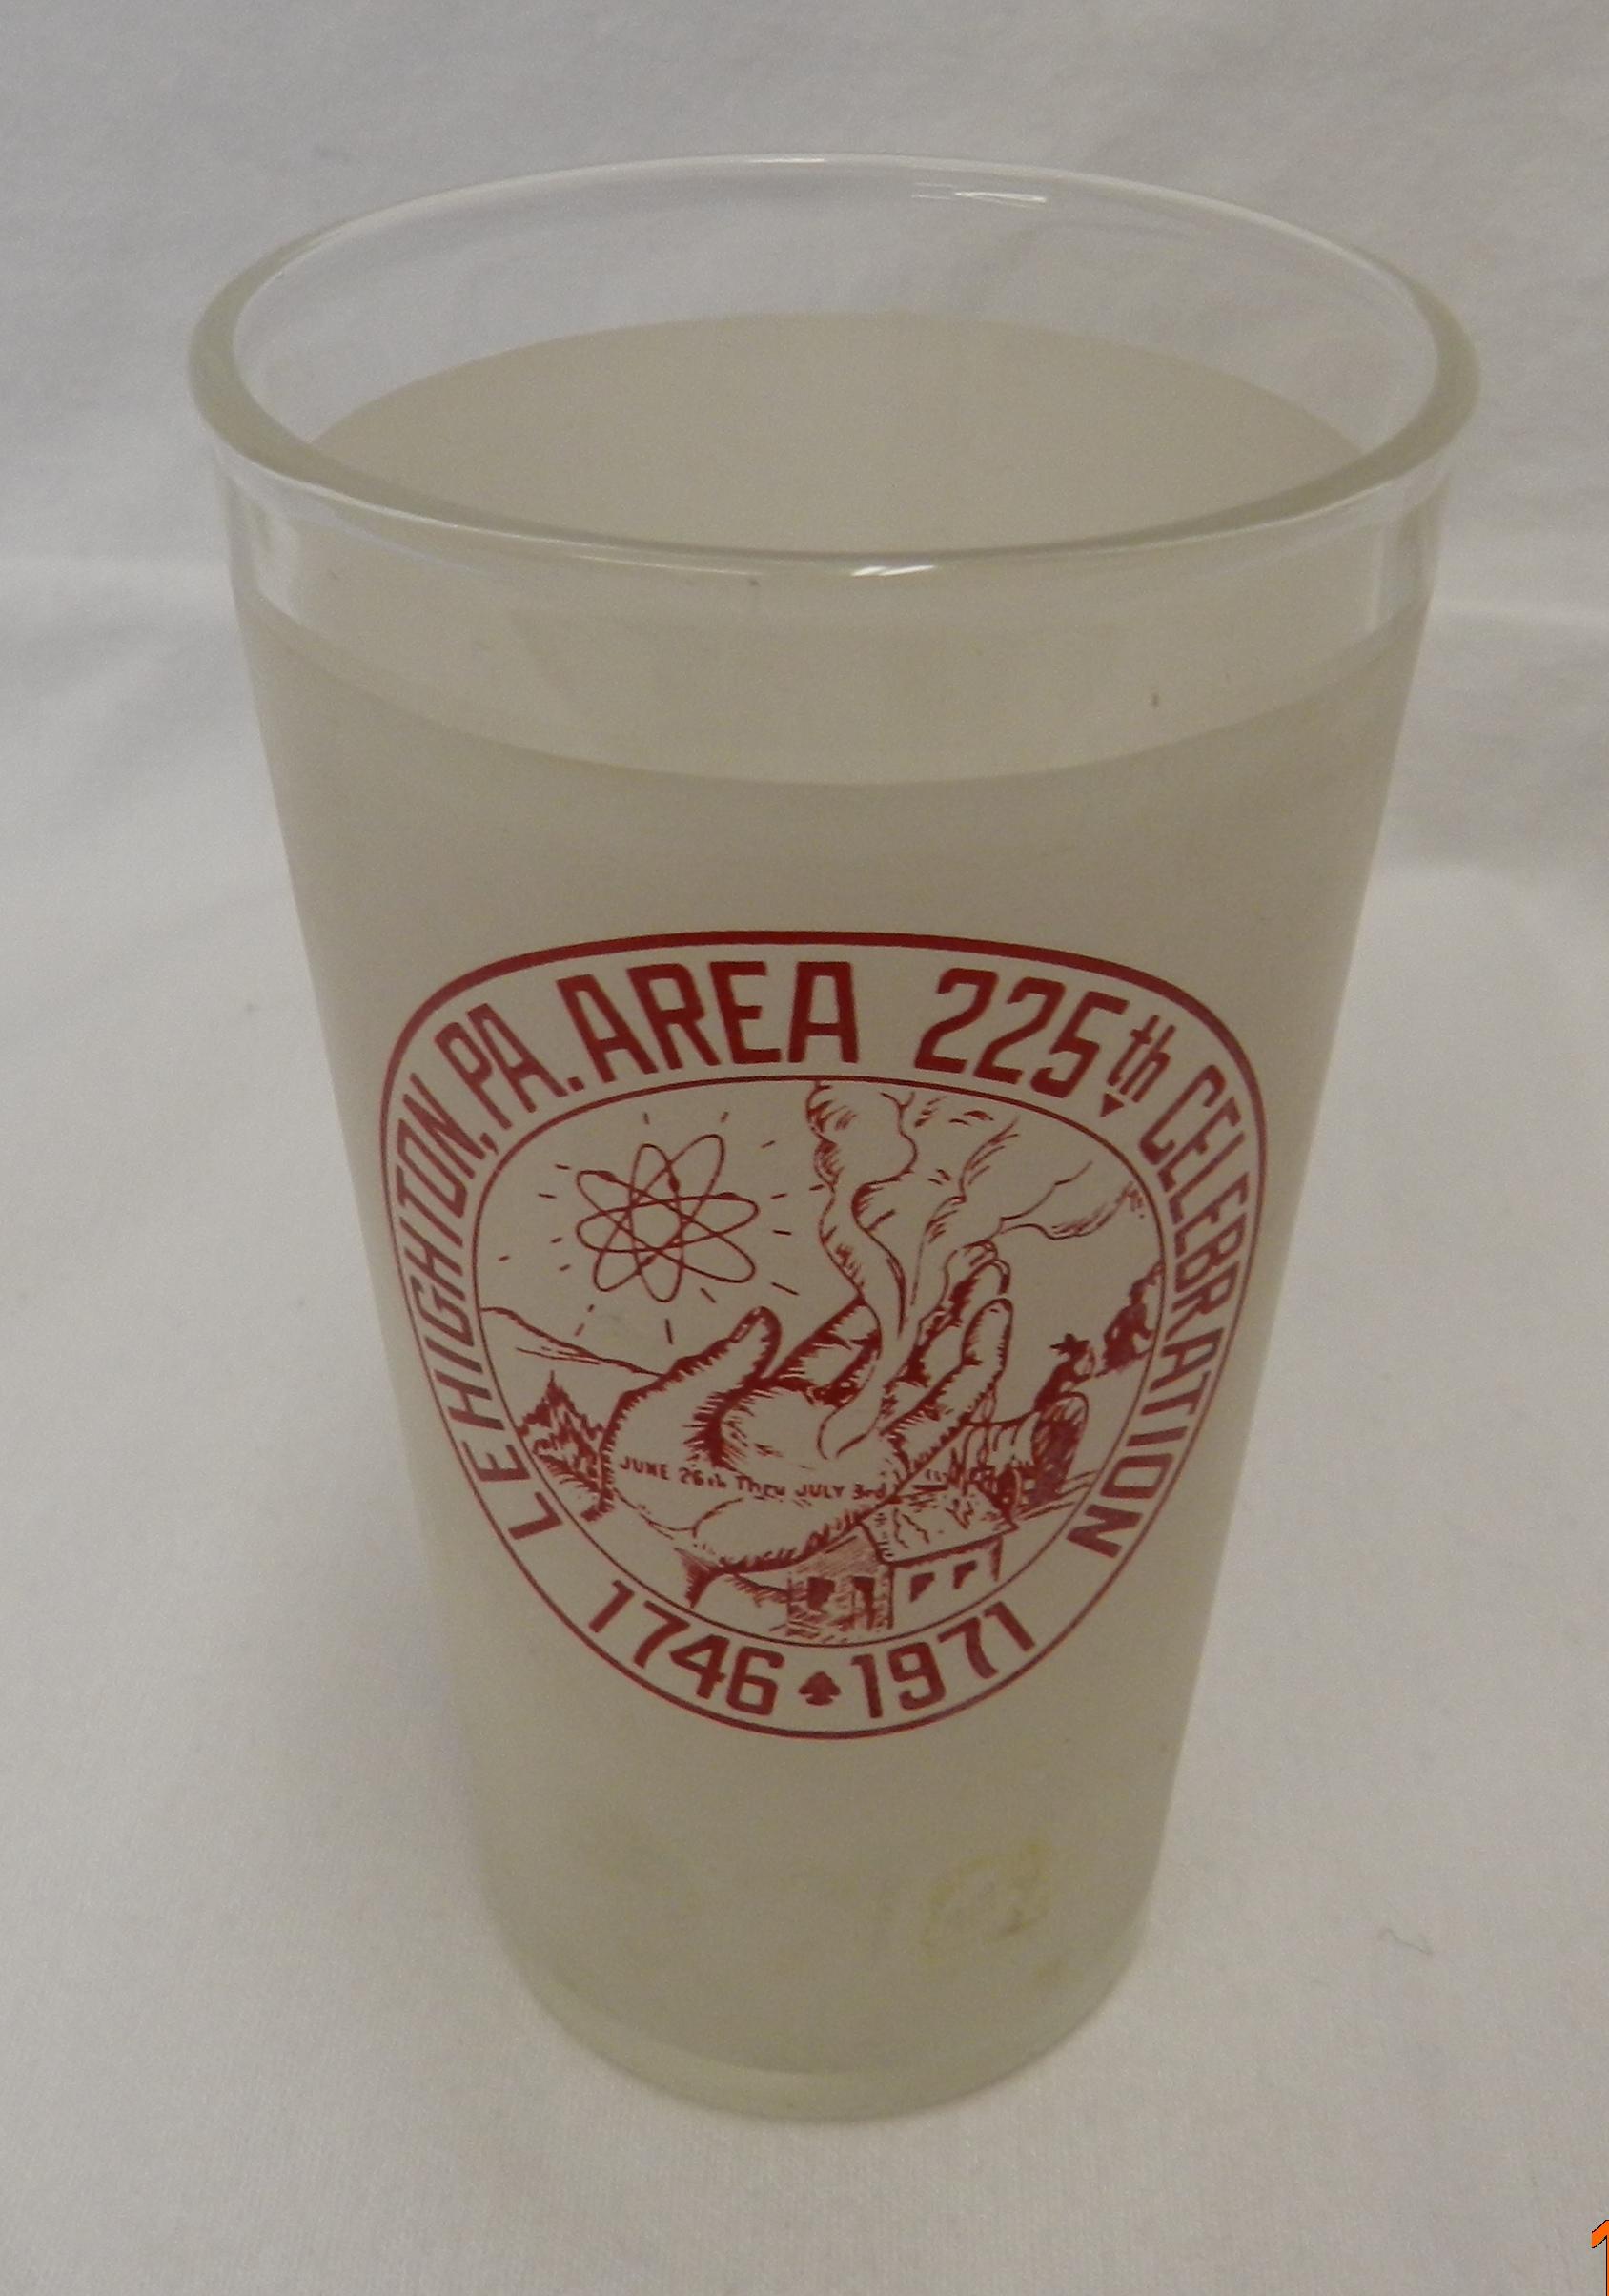 LEHIGHTON, PA. AREA 225th CELEBRATION
JUNE 26th Thru JULY 3rd
1746 ♠ 1971